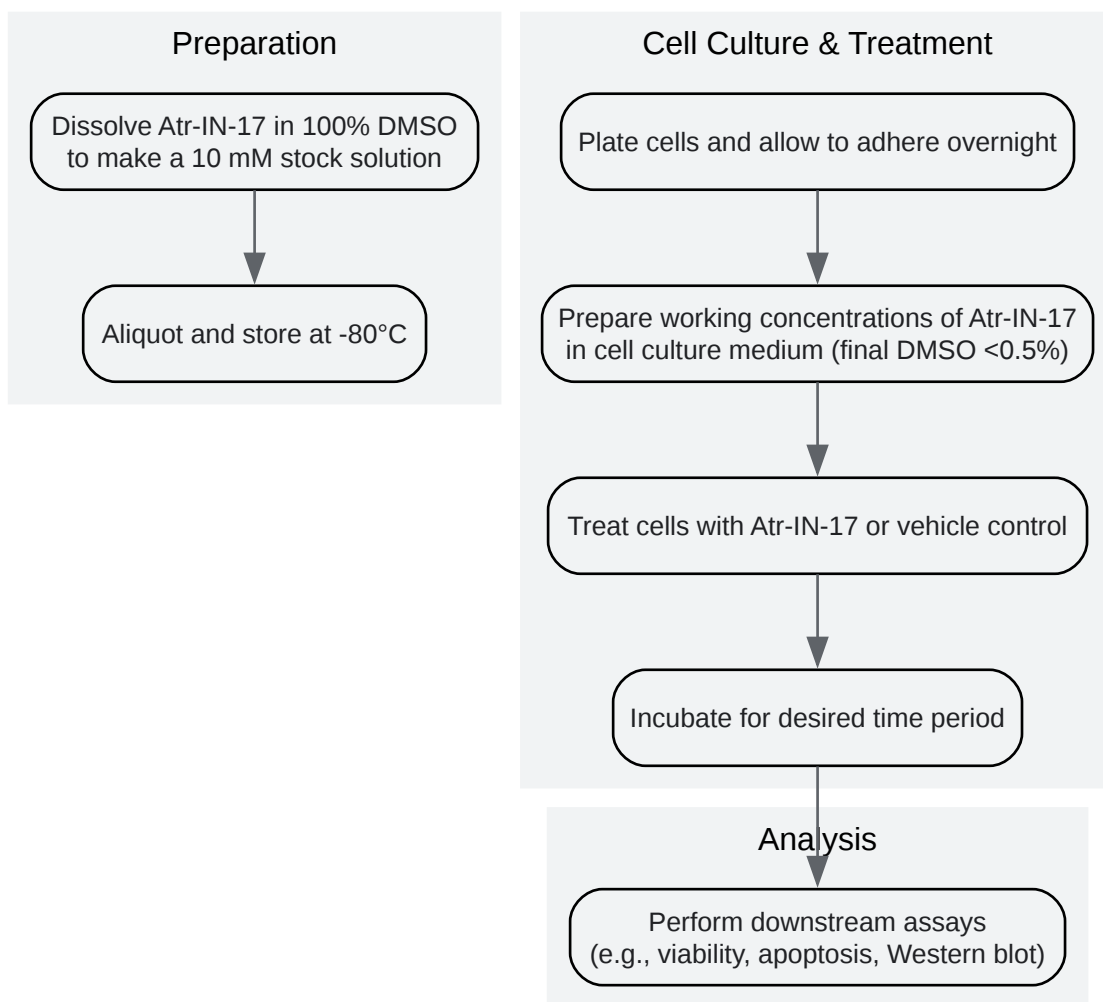 Preparation
Dissolve Atr-IN-17 in 100% DMSO
to make a 10 mM stock solution
Aliquot and store at -80°C
Cell Culture & Treatment
Plate cells and allow to adhere overnight
Prepare working concentrations of Atr-IN-17
in cell culture medium (final DMSO <0.5%)
Treat cells with Atr-IN-17 or vehicle control
Incubate for desired time period
Analysis
Perform downstream assays
(e.g., viability, apoptosis, Western blot)